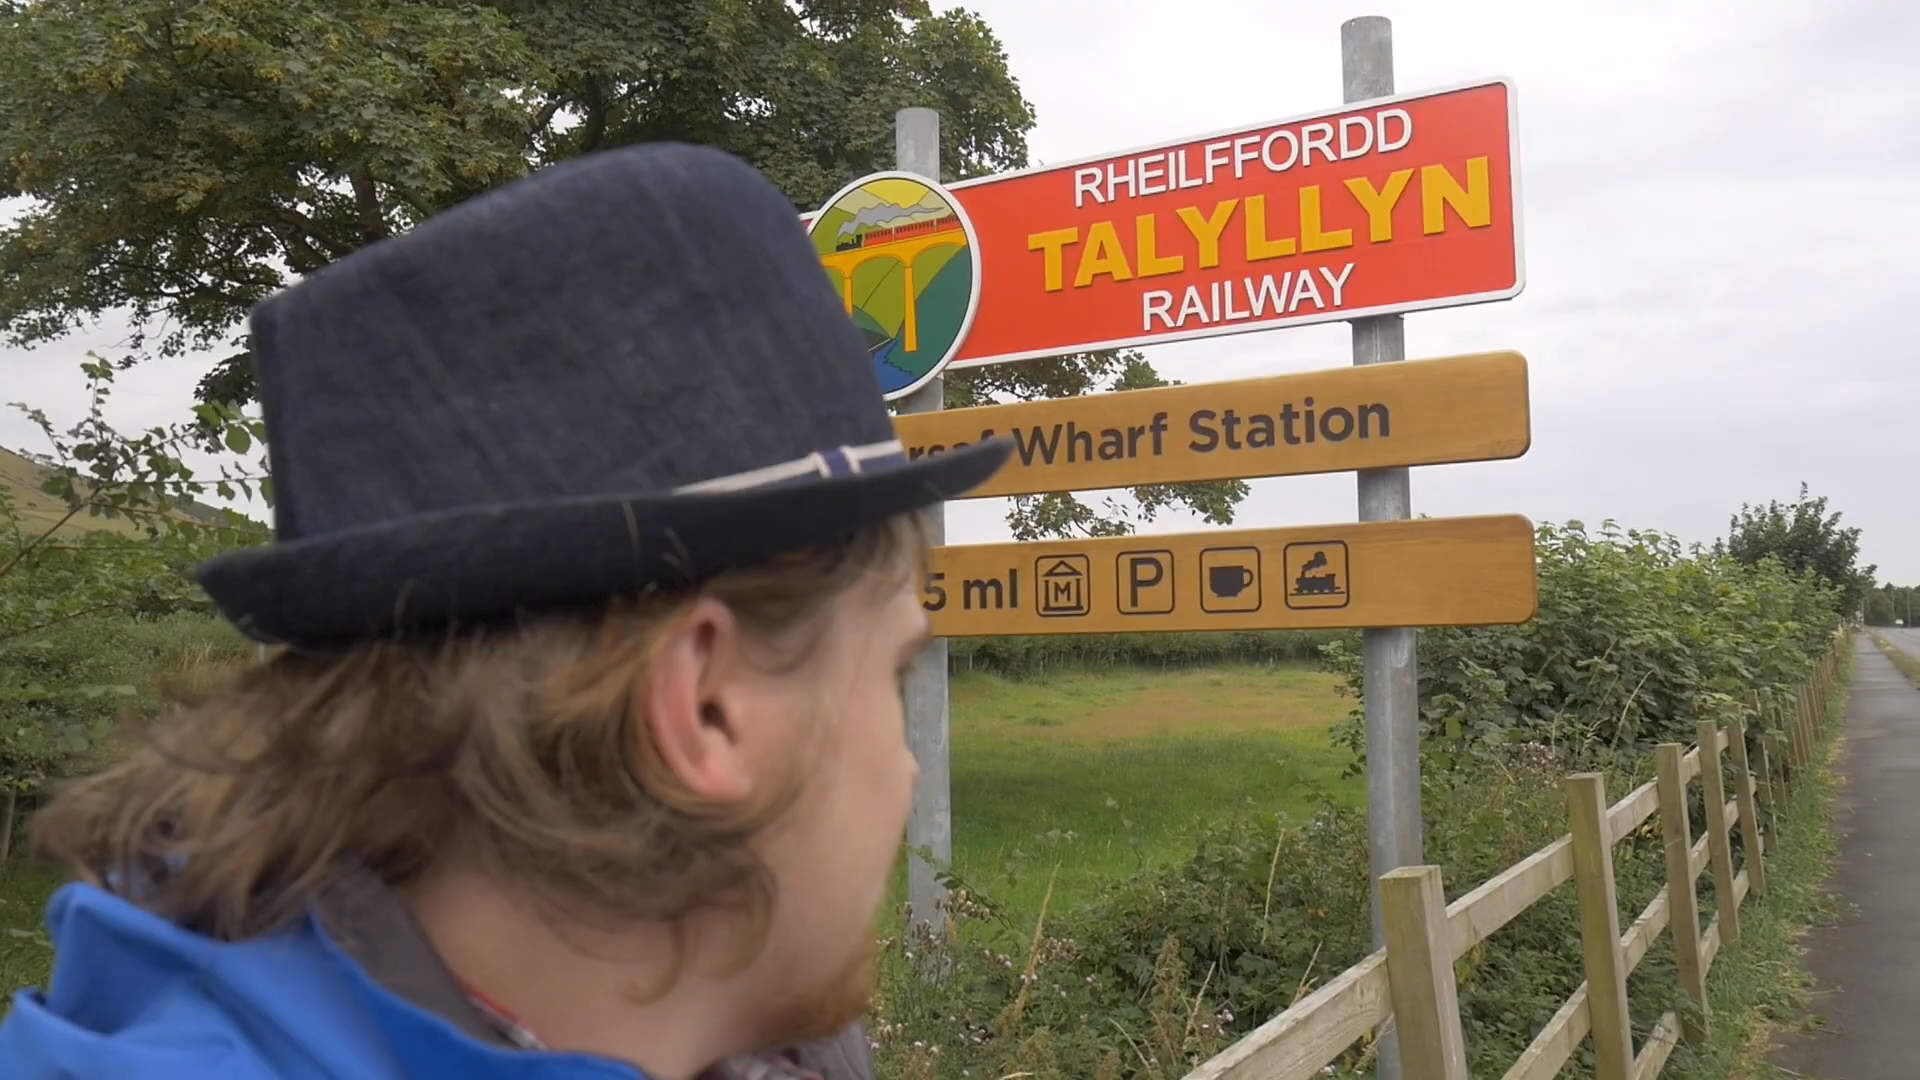 RHEILFFORDD
TALYLLYN
RAILWAY
Wharf Station
5 ml M P